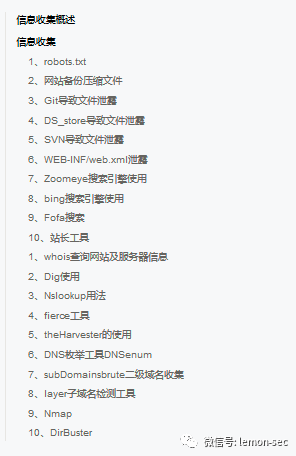 信息收集概述
信息收集
1、robots.txt
2、网站备份压缩文件
3、Git导致文件泄露
4、DS_store导致文件泄露
5、SVN导致文件泄露
6、WEB-INF/web.xml泄露
7、Zoomeye搜索引擎使用
8、bing搜索引擎使用
9、Fofa搜索
10、站长工具
1、whois查询网站及服务器信息
2、Dig使用
3、Nslookup用法
4、fierce工具
5、theHarvester的使用
6、DNS枚举工具DNSenum
7、subDomainsbrute二级域名收集
8、layer子域名检测工具
9、Nmap
10、DirBuster
微信号: lemon-sec